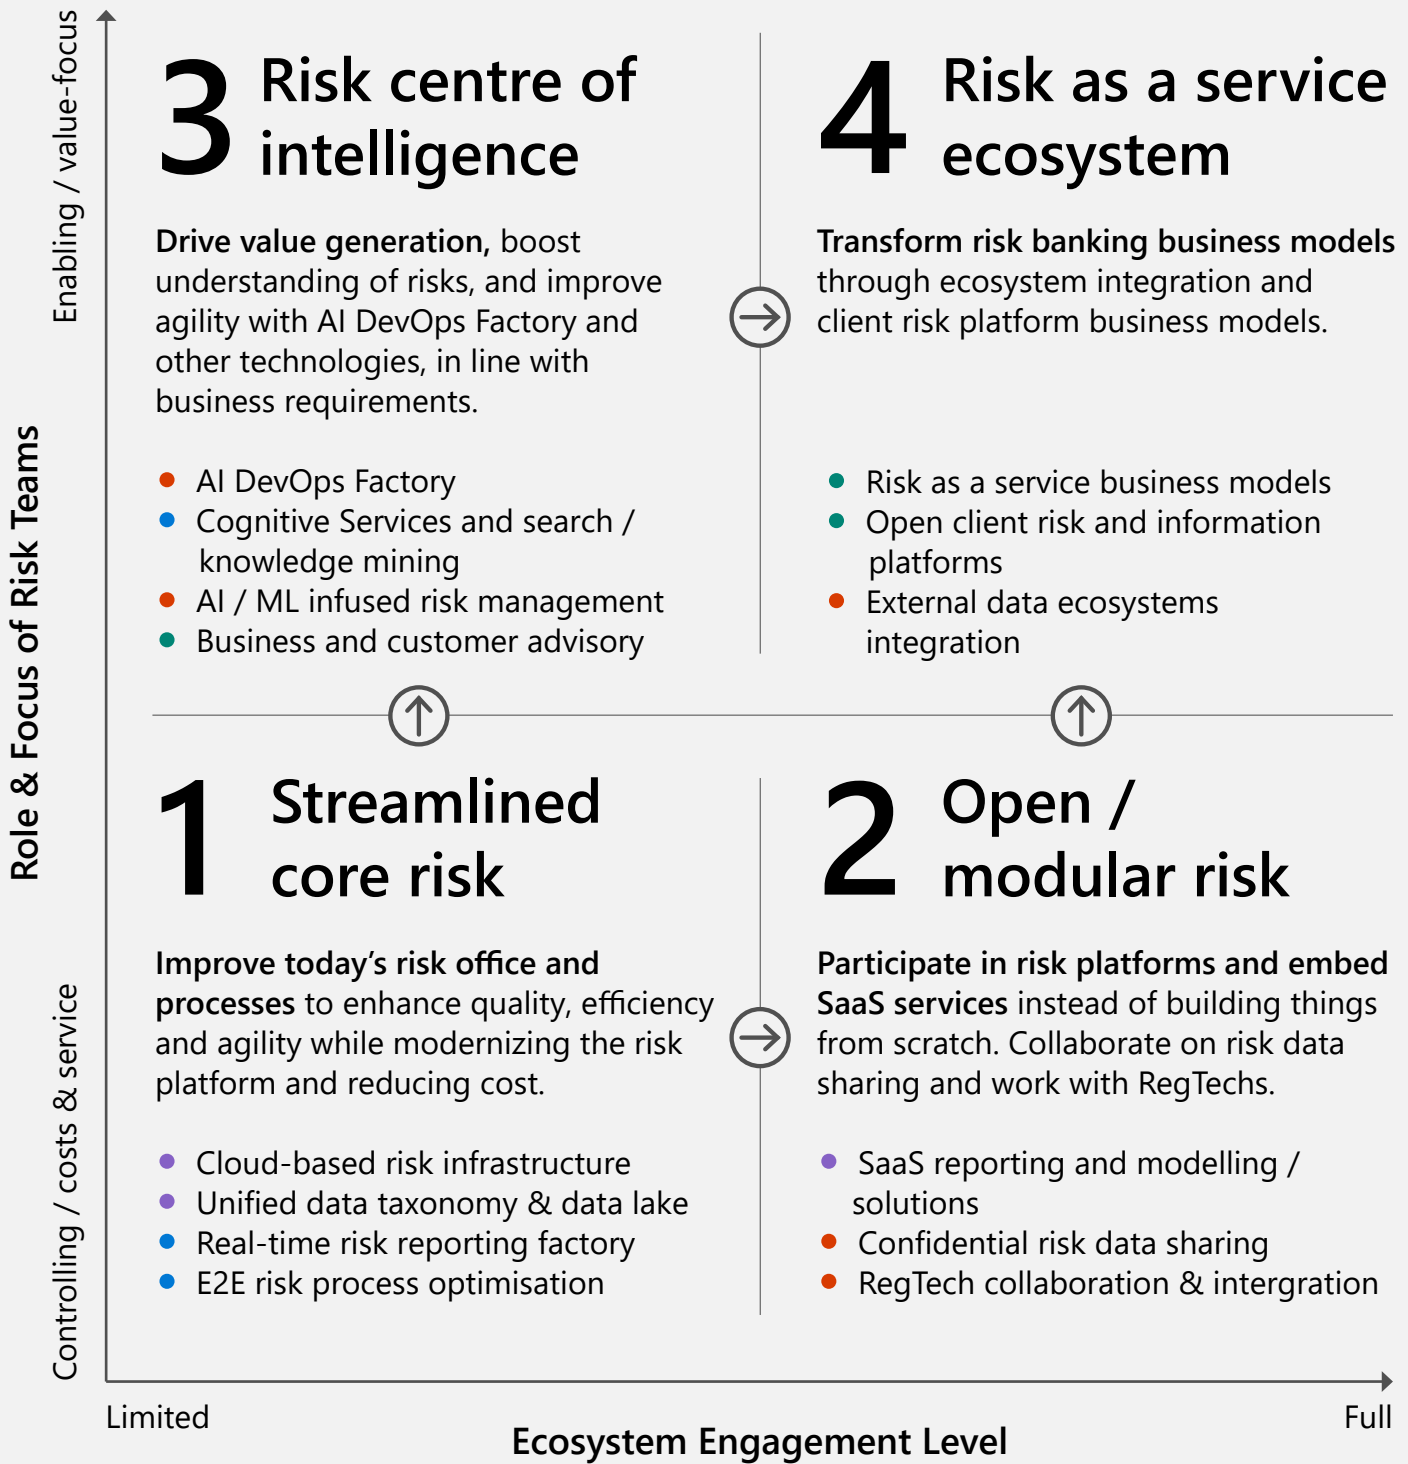 Role & Focus of Risk Teams
Enabling / value-focus
Controlling / costs & service
3
Risk centre of
intelligence
Drive value generation, boost
understanding of risks, and improve
agility with AI DevOps Factory and
other technologies, in line with
business requirements.
AI DevOps Factory
Cognitive Services and search /
knowledge mining
AI / ML infused risk management
Business and customer advisory
4
Risk as a service
ecosystem
Transform risk banking business models
through ecosystem integration and
client risk platform business models.
Risk as a service business models
Open client risk and information
platforms
External data ecosystems
integration
1
Streamlined
core risk
Improve today’s risk office and
processes to enhance quality, efficiency
and agility while modernizing the risk
platform and reducing cost.
Cloud-based risk infrastructure
Unified data taxonomy & data lake
Real-time risk reporting factory
E2E risk process optimisation
2
Open /
modular risk
Participate in risk platforms and embed
SaaS services instead of building things
from scratch. Collaborate on risk data
sharing and work with RegTechs.
SaaS reporting and modelling /
solutions
Confidential risk data sharing
RegTech collaboration & intergration
Limited
Full
Ecosystem Engagement Level